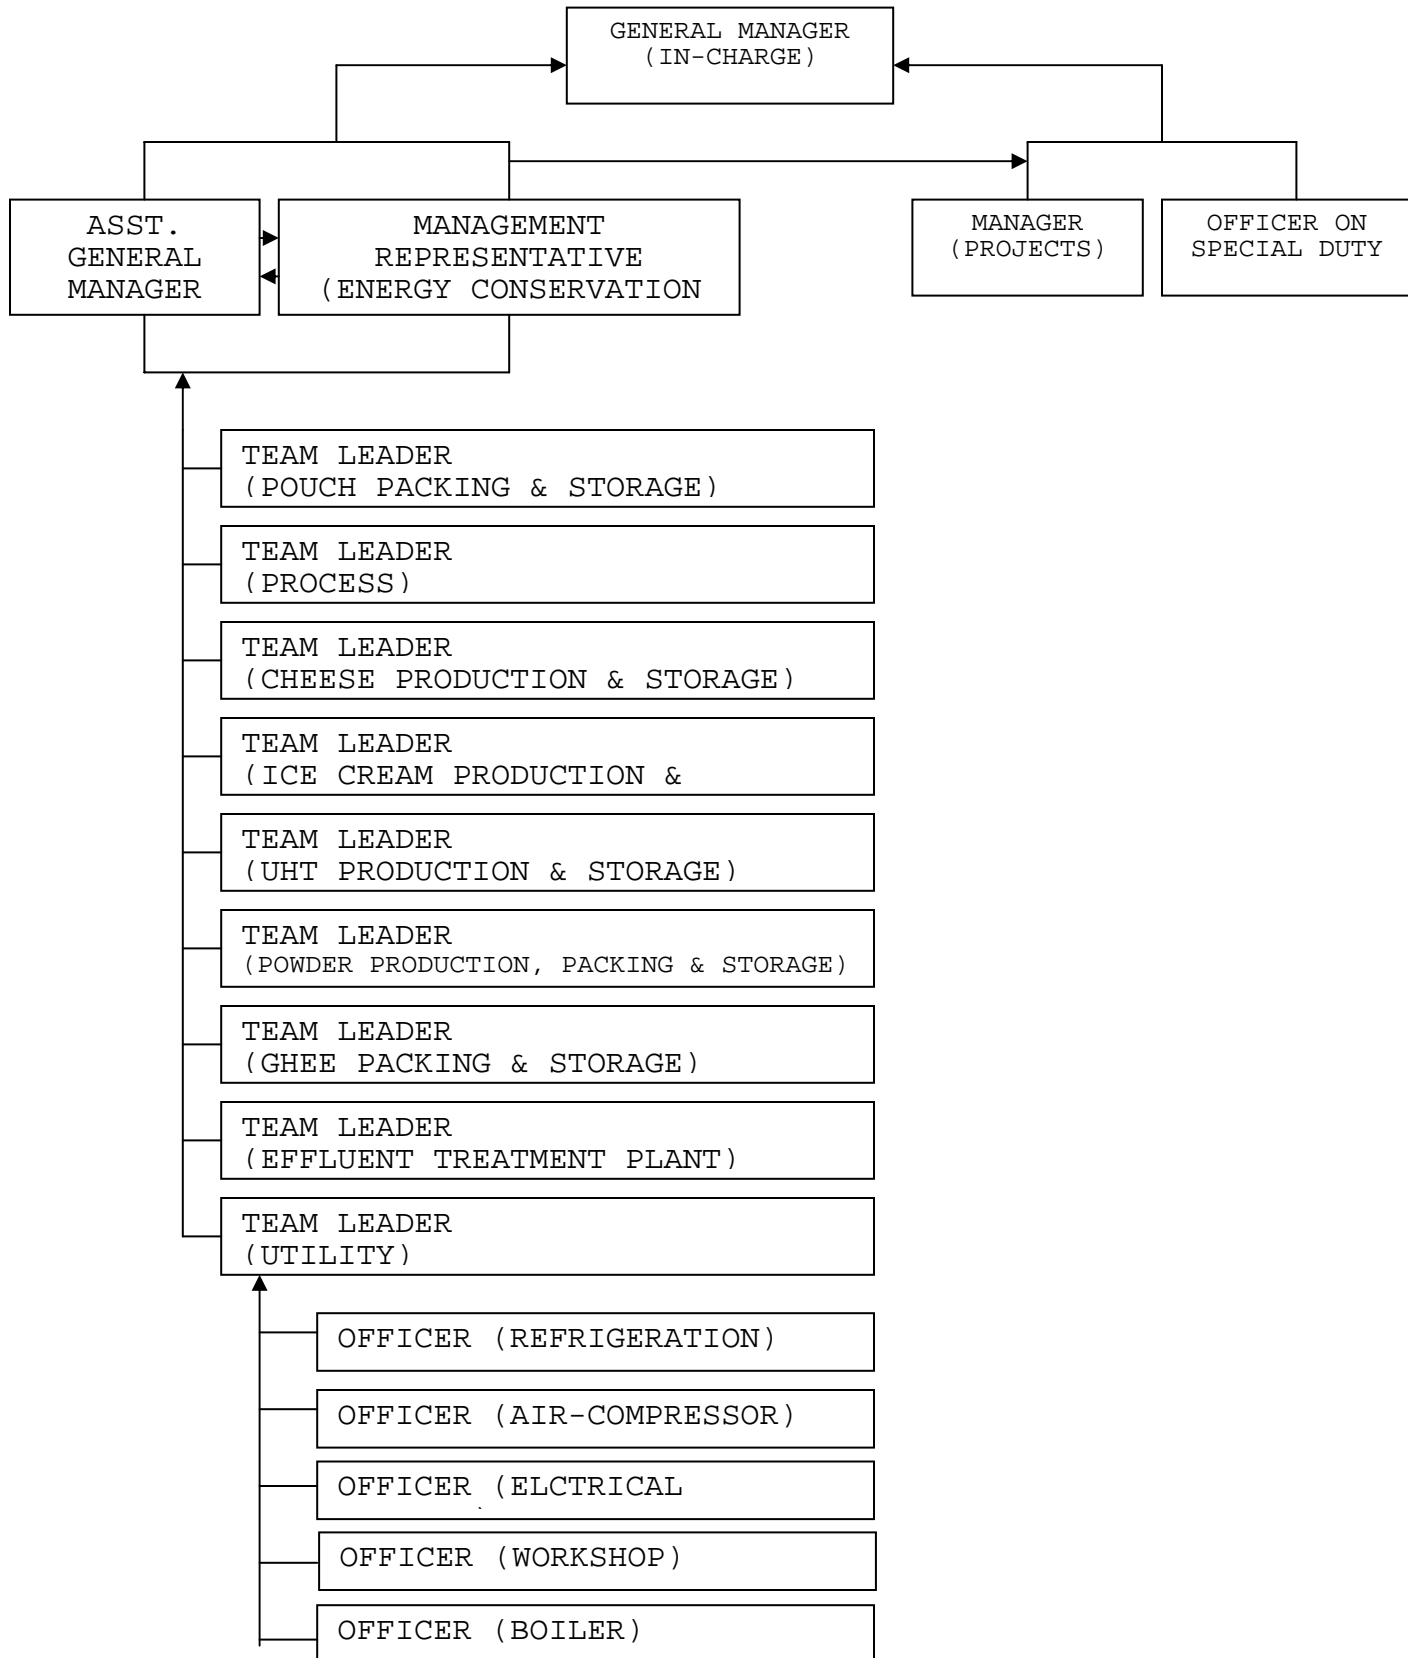 GENERAL MANAGER
(IN-CHARGE)
ASST.
GENERAL
MANAGER
MANAGEMENT
REPRESENTATIVE
(ENERGY CONSERVATION
MANAGER
(PROJECTS)
OFFICER ON
SPECIAL DUTY
TEAM LEADER
(POUCH PACKING & STORAGE)
TEAM LEADER
(PROCESS)
TEAM LEADER
(CHEESE PRODUCTION & STORAGE)
TEAM LEADER
(ICE CREAM PRODUCTION &
TEAM LEADER
(UHT PRODUCTION & STORAGE)
TEAM LEADER
(POWDER PRODUCTION, PACKING & STORAGE)
TEAM LEADER
(GHEE PACKING & STORAGE)
TEAM LEADER
(EFFLUENT TREATMENT PLANT)
TEAM LEADER
(UTILITY)
OFFICER (REFRIGERATION)
OFFICER (AIR-COMPRESSOR)
OFFICER (ELCTRICAL
OFFICER (WORKSHOP)
OFFICER (BOILER)